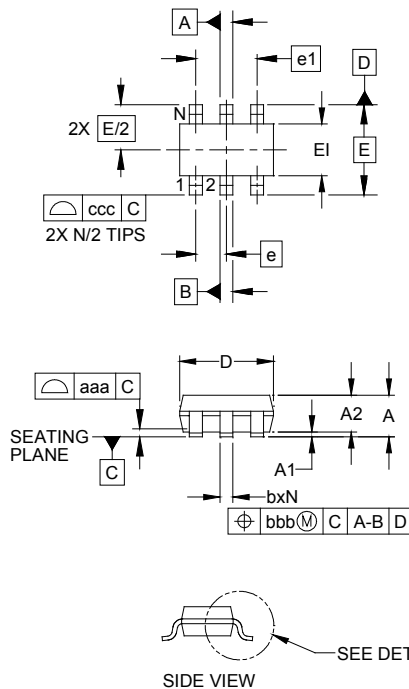 A
e1
D
2X E/2
N
EI
E
1 2
⌓ ccc C
2X N/2 TIPS
e
B
D
⌓ aaa C
A2 A
SEATING
PLANE
A1
C
bxN
⌖ bbbⓂ C A-B D
SEE DET
SIDE VIEW